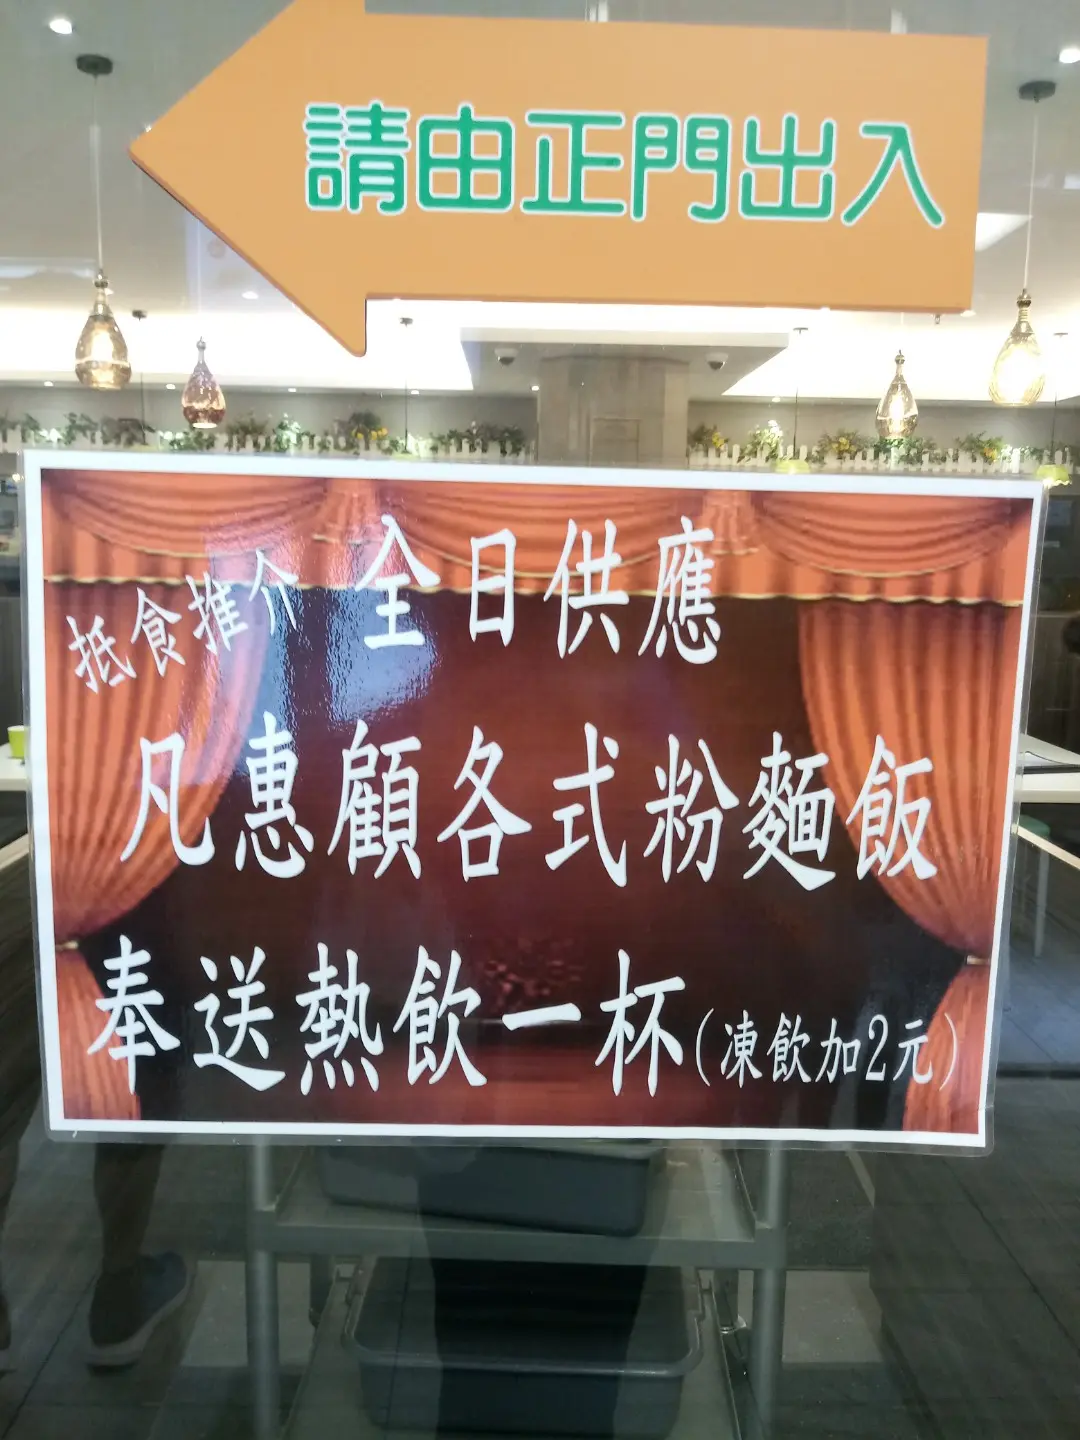 請由正門出入
抵食推介 全日供應
凡惠顧各式粉麵飯
奉送熱飲一杯(凍飲加2元)